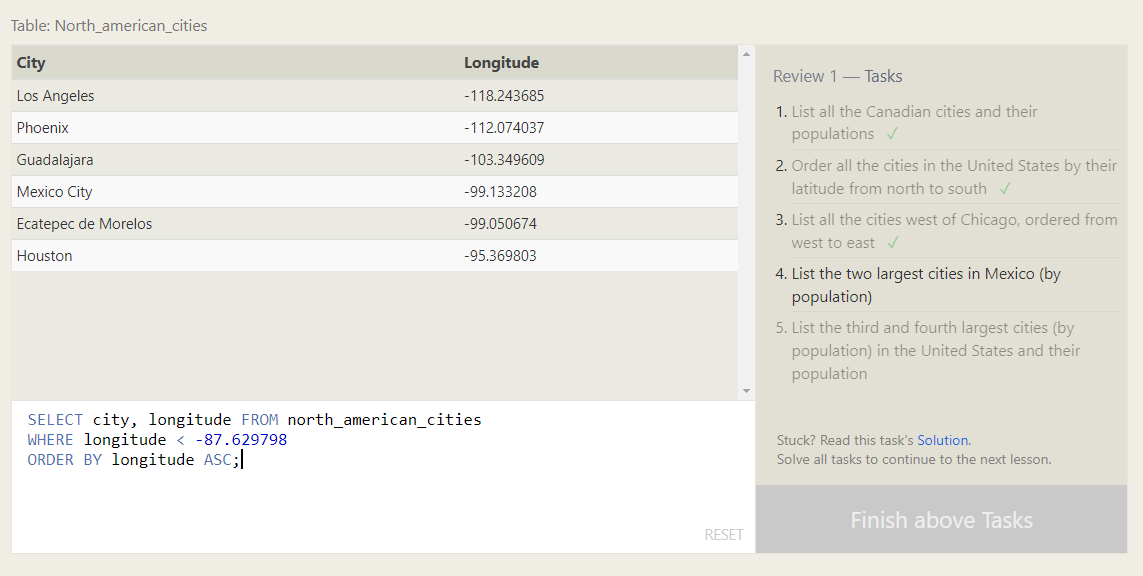 Table: North_american_cities
City Longitude
Los Angeles -118.243685
Phoenix -112.074037
Guadalajara -103.349609
Mexico City -99.133208
Ecatepec de Morelos -99.050674
Houston -95.369803
SELECT city, longitude FROM north_american_cities
WHERE longitude < -87.629798
ORDER BY longitude ASC;
RESET
Review 1 — Tasks
1. List all the Canadian cities and their
populations ✓
2. Order all the cities in the United States by their
latitude from north to south ✓
3. List all the cities west of Chicago, ordered from
west to east ✓
4. List the two largest cities in Mexico (by
population)
5. List the third and fourth largest cities (by
population) in the United States and their
population
Stuck? Read this task's Solution.
Solve all tasks to continue to the next lesson.
Finish above Tasks